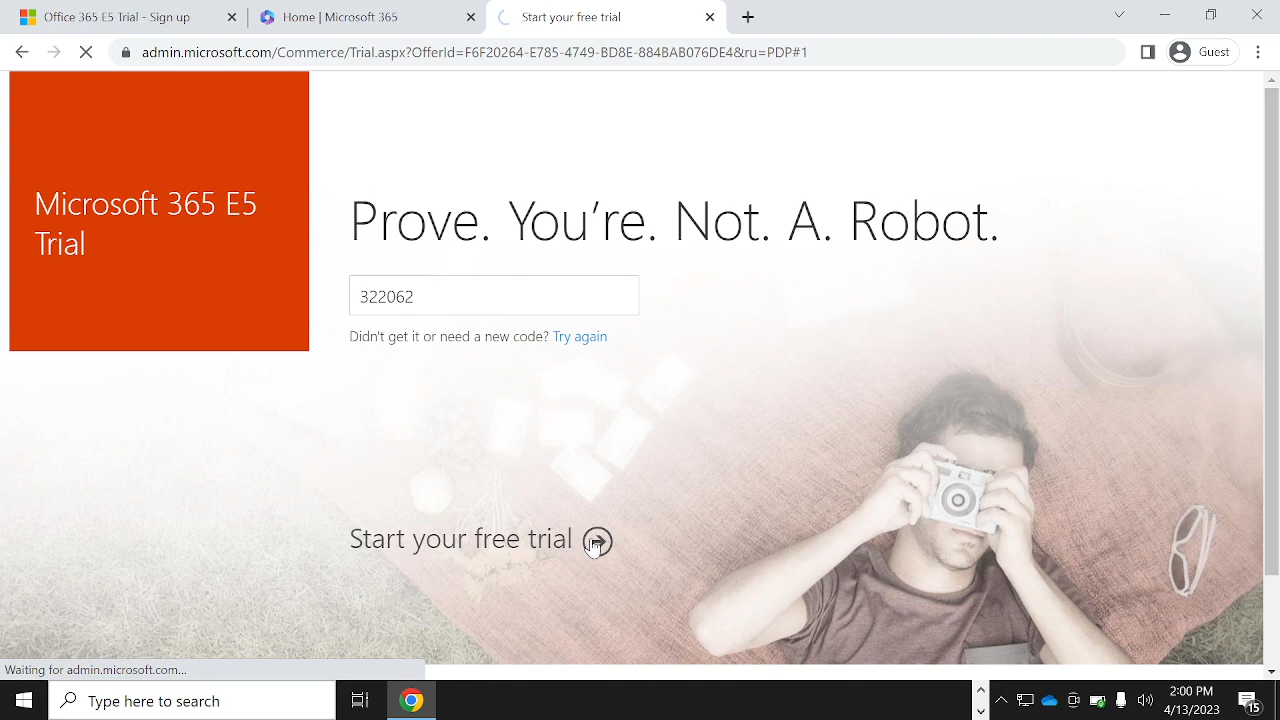 Office 365 E5 Trial - Sign up
Home | Microsoft 365
Start your free trial
admin.microsoft.com/Commerce/Trial.aspx?OfferId=F6F20264-E785-4749-BD8E-884BAB076DE4&ru=PDP#1
Guest
Microsoft 365 E5
Trial
Prove. You’re. Not. A. Robot.
322062
Didn't get it or need a new code? Try again
Start your free trial
Waiting for admin.microsoft.com...
Type here to search
2:00 PM
4/13/2023
15